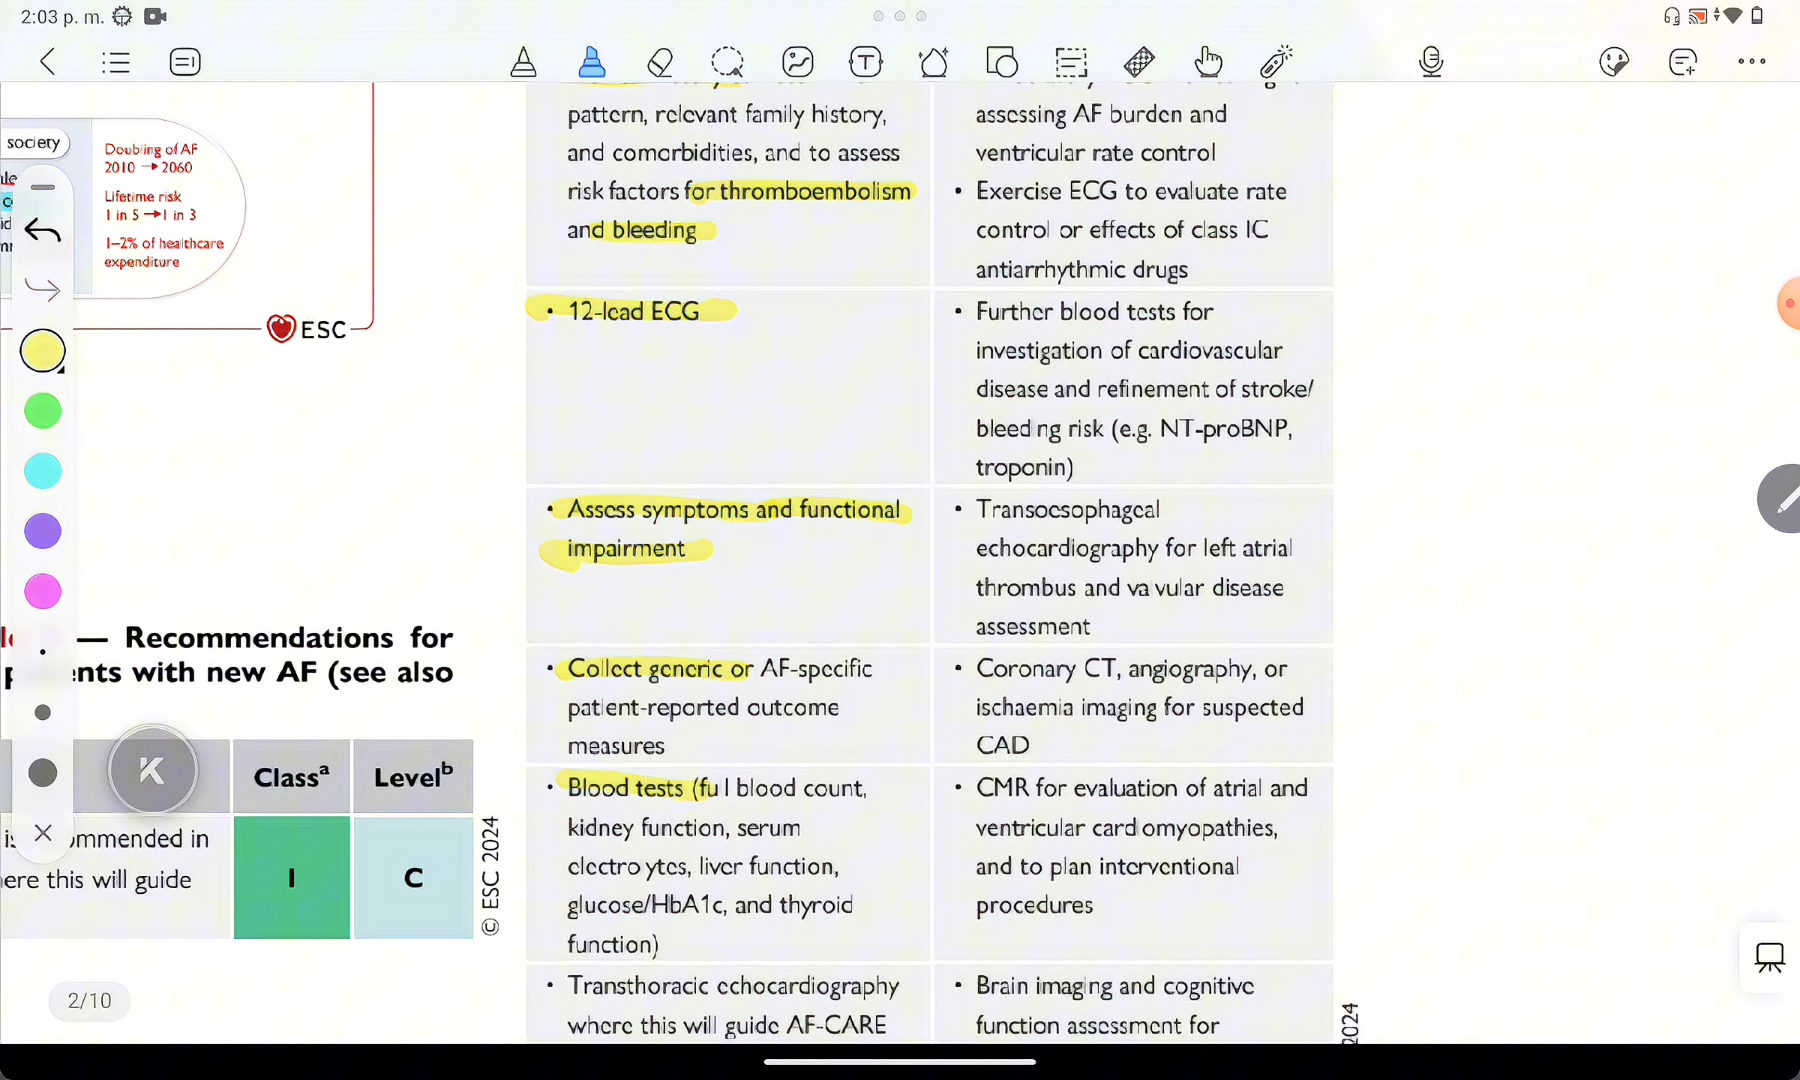 2:03 p. m.
society
Doubling of AF
2010 → 2060
Lifetime risk
1 in 5 → 1 in 3
1–2% of healthcare
expenditure
ESC
— Recommendations for
with new AF (see also
K
Classᵃ
Levelᵇ
recommended in
this will guide
I
C
© ESC 2024
2/10
pattern, relevant family history,
and comorbidities, and to assess
risk factors for thromboembolism
and bleeding
• 12-lead ECG
• Assess symptoms and functional
impairment
• Collect generic or AF-specific
patient-reported outcome
measures
• Blood tests (full blood count,
kidney function, serum
electrolytes, liver function,
glucose/HbA1c, and thyroid
function)
• Transthoracic echocardiography
where this will guide AF-CARE
assessing AF burden and
ventricular rate control
• Exercise ECG to evaluate rate
control or effects of class IC
antiarrhythmic drugs
• Further blood tests for
investigation of cardiovascular
disease and refinement of stroke/
bleeding risk (e.g. NT-proBNP,
troponin)
• Transoesophageal
echocardiography for left atrial
thrombus and valvular disease
assessment
• Coronary CT, angiography, or
ischaemia imaging for suspected
CAD
• CMR for evaluation of atrial and
ventricular cardiomyopathies,
and to plan interventional
procedures
• Brain imaging and cognitive
function assessment for
2024